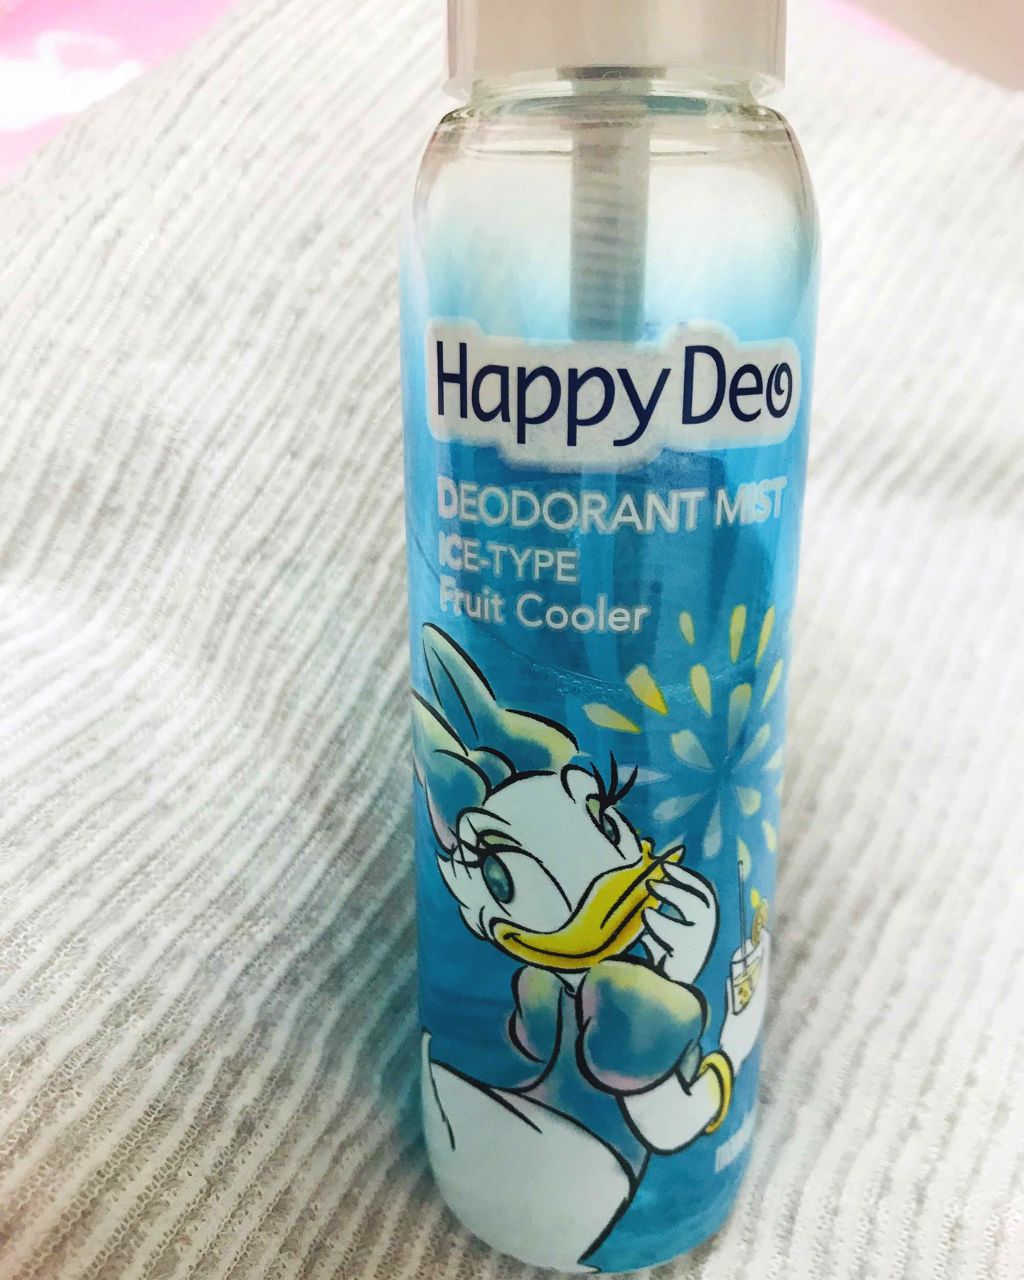 Happy Deo
DEODORANT MIST
ICE-TYPE
Fruit Cooler